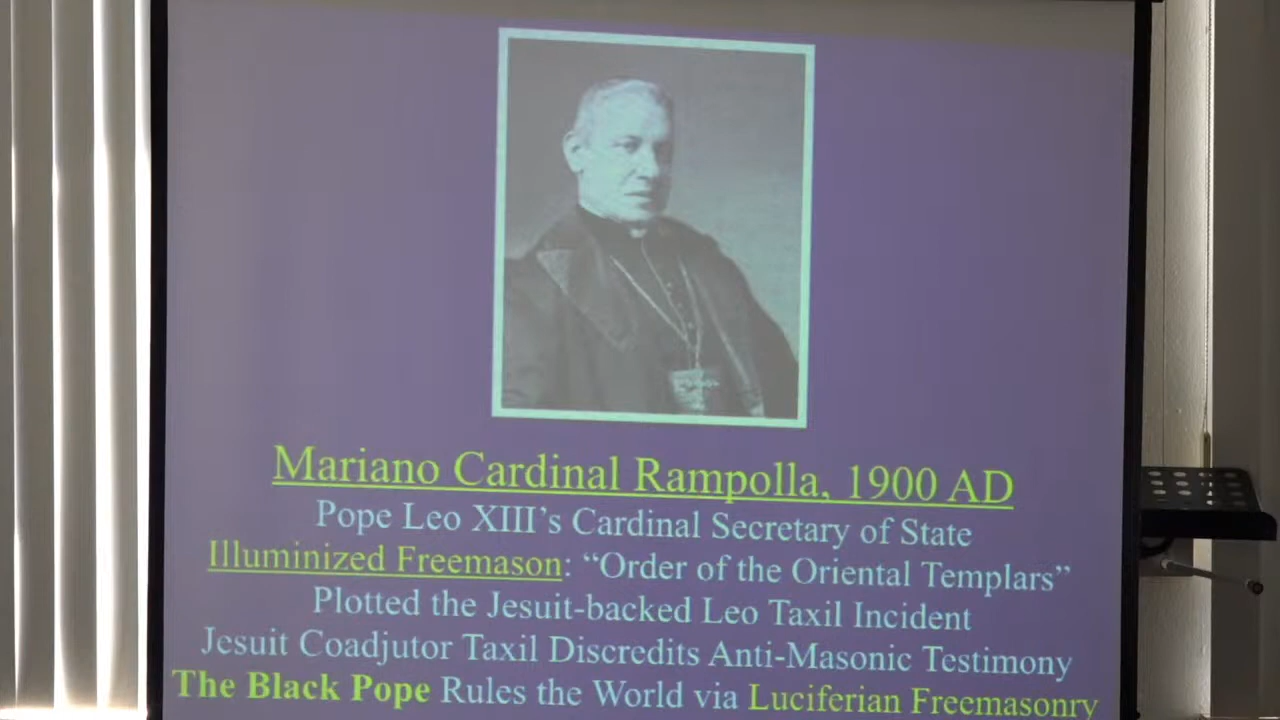 Mariano Cardinal Rampolla, 1900 AD
Pope Leo XIII's Cardinal Secretary of State
Illuminized Freemason: “Order of the Oriental Templars”
Plotted the Jesuit-backed Leo Taxil Incident
Jesuit Coadjutor Taxil Discredits Anti-Masonic Testimony
The Black Pope Rules the World via Luciferian Freemasonry